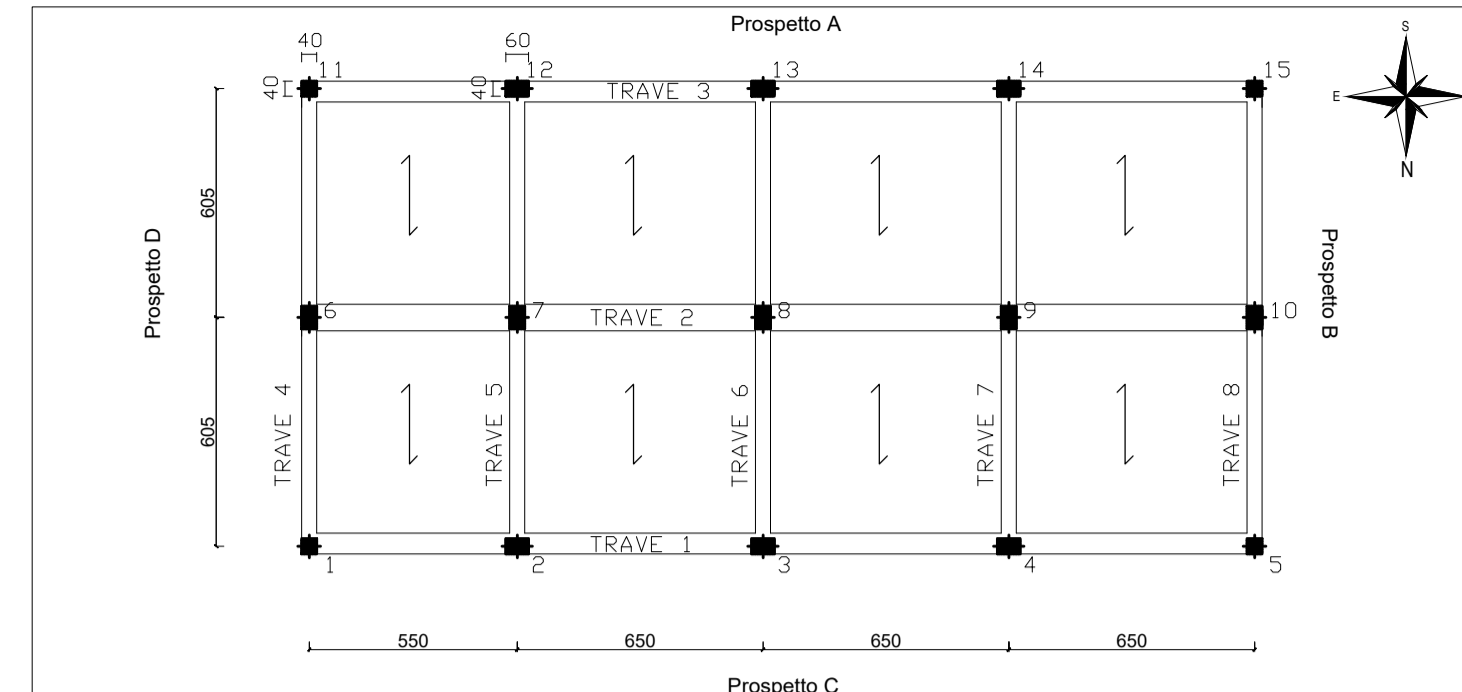 Prospetto A
S
40
60
11
12
13
14
15
40
40
TRAVE 3
E
N
605
Prospetto D
Prospetto B
6
7
TRAVE 2
8
9
10
605
TRAVE 4
TRAVE 5
TRAVE 6
TRAVE 7
TRAVE 8
TRAVE 1
1
2
3
4
5
550
650
650
650
Prospetto C